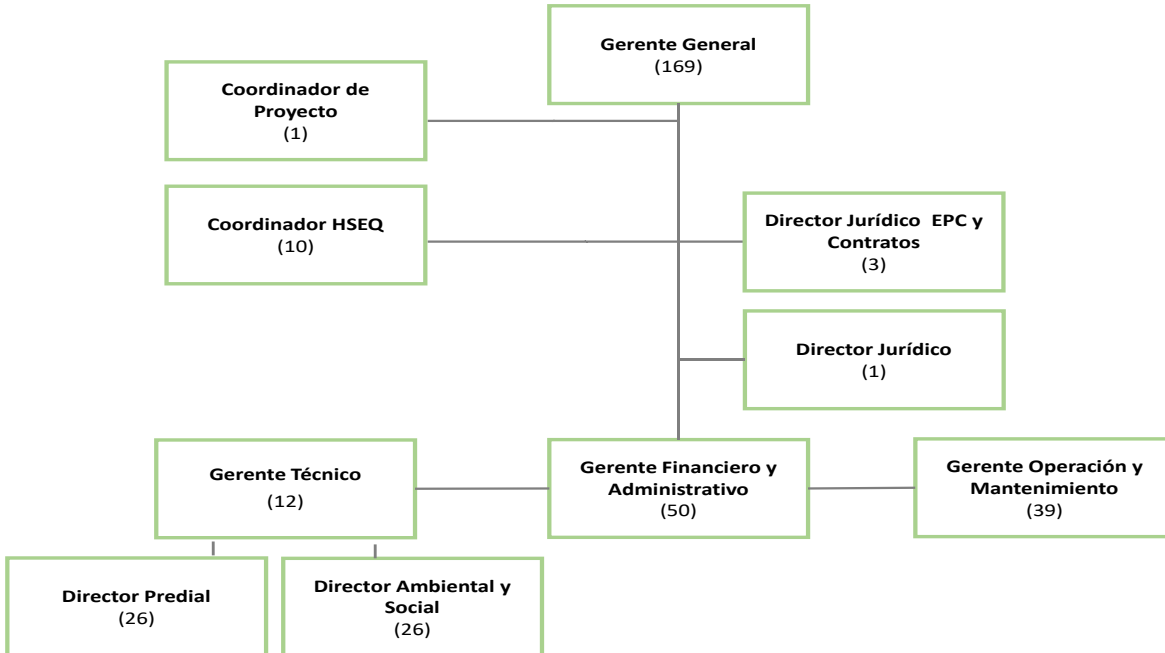 Gerente General
(169)
Coordinador de
Proyecto
(1)
Coordinador HSEQ
(10)
Director Jurídico EPC y
Contratos
(3)
Director Jurídico
(1)
Gerente Técnico
(12)
Gerente Financiero y
Administrativo
(50)
Gerente Operación y
Mantenimiento
(39)
Director Predial
(26)
Director Ambiental y
Social
(26)